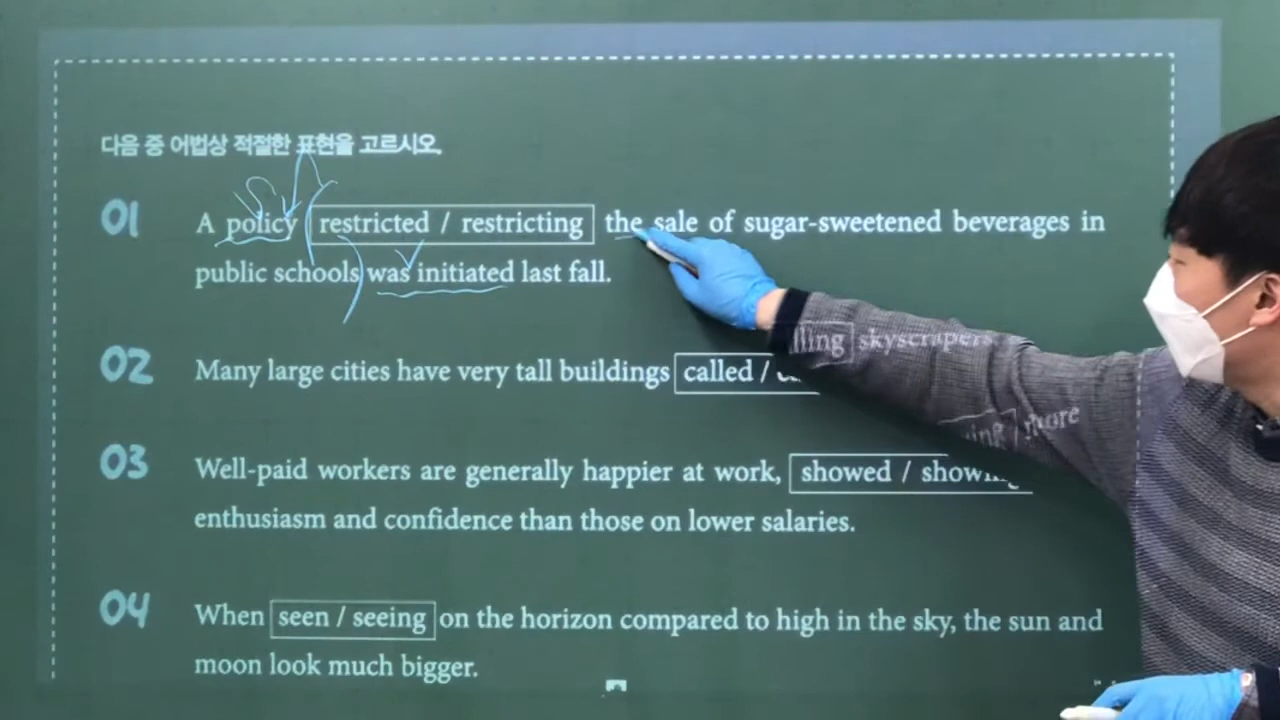 다음 중 어법상 적절한 표현을 고르시오.
01 A policy restricted / restricting the sale of sugar-sweetened beverages in
public schools was initiated last fall.
02 Many large cities have very tall buildings called / lling skyscrapers
03 Well-paid workers are generally happier at work, showed / showing more
enthusiasm and confidence than those on lower salaries.
04 When seen / seeing on the horizon compared to high in the sky, the sun and
moon look much bigger.